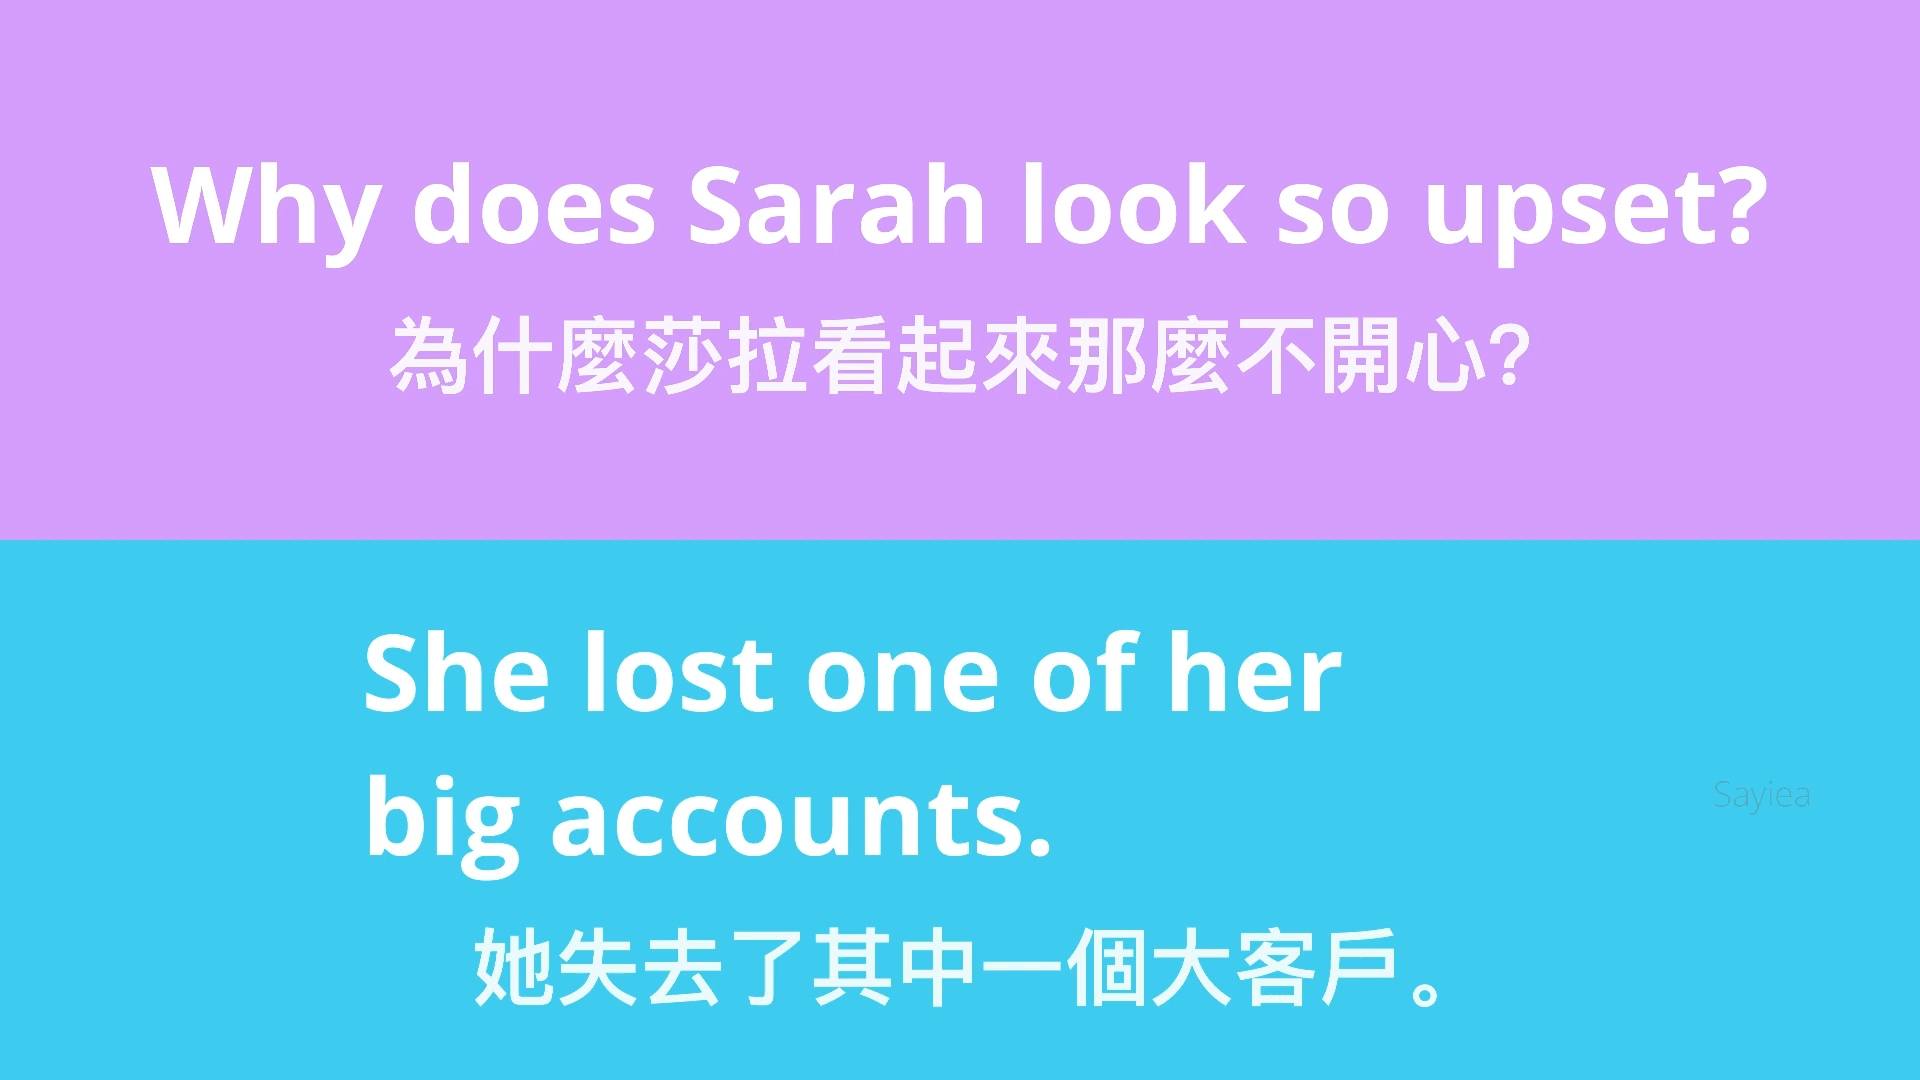 Why does Sarah look so upset?
為什麼莎拉看起來那麼不開心?
She lost one of her
big accounts.
Sayiea
她失去了其中一個大客戶。